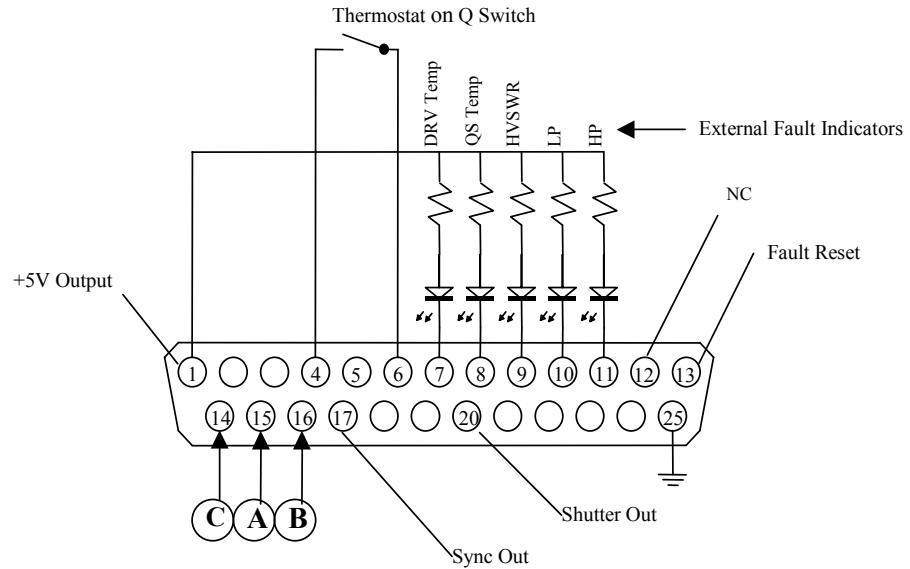 Thermostat on Q Switch
DRV Temp
QS Temp
HVSWR
LP
HP
External Fault Indicators
NC
Fault Reset
+5V Output
1
4
5
6
7
8
9
10
11
12
13
14
15
16
17
20
25
C
A
B
Shutter Out
Sync Out